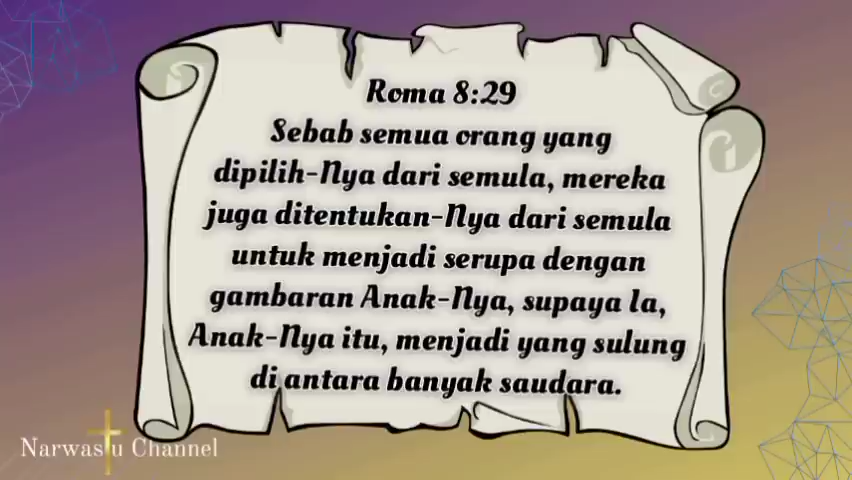 Roma 8:29
Sebab semua orang yang
dipilih-Nya dari semula, mereka
juga ditentukan-Nya dari semula
untuk menjadi serupa dengan
gambaran Anak-Nya, supaya Ia,
Anak-Nya itu, menjadi yang sulung
di antara banyak saudara.
Narwastu Channel